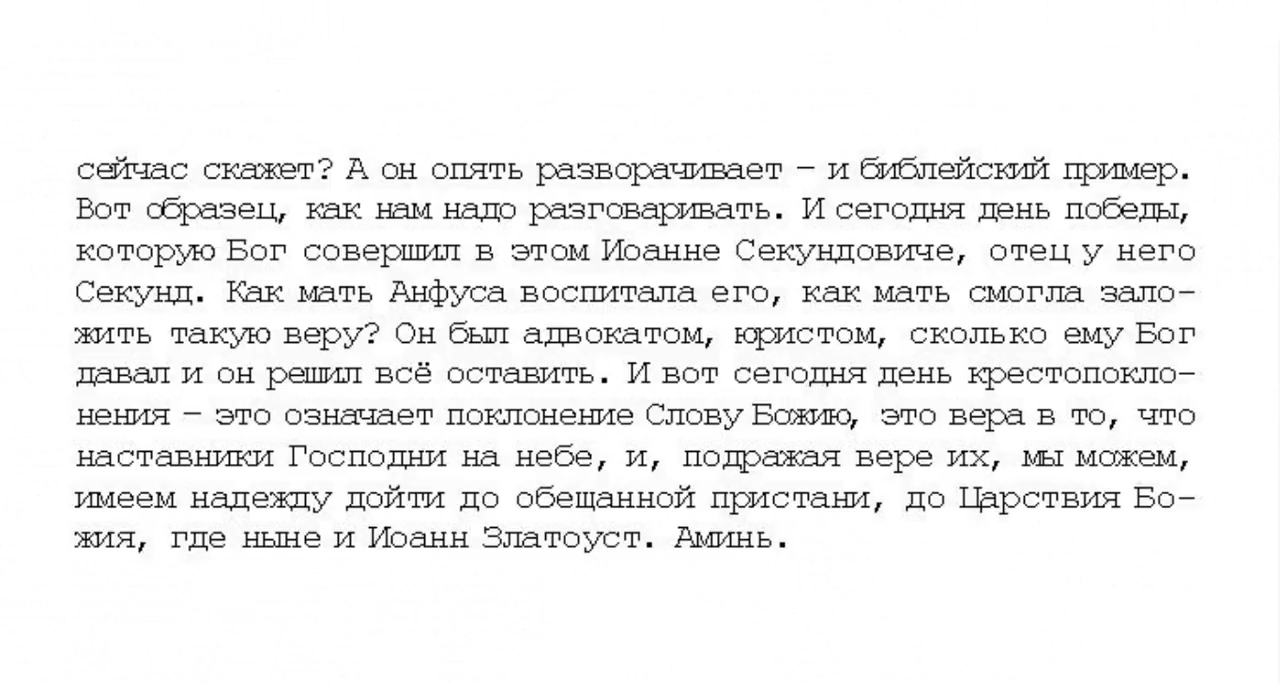 сейчас скажет? А он опять разворачивает – и библейский пример.
Вот образец, как нам надо разговаривать. И сегодня день победы,
которую Бог совершил в этом Иоанне Секундовиче, отец у него
Секунд. Как мать Анфуса воспитала его, как мать смогла зало-
жить такую веру? Он был адвокатом, юристом, сколько ему Бог
давал и он решил всё оставить. И вот сегодня день крестопокло-
нения – это означает поклонение Слову Божию, это вера в то, что
наставники Господни на небе, и, подражая вере их, мы можем,
имеем надежду дойти до обещанной пристани, до Царствия Бо-
жия, где ныне и Иоанн Златоуст. Аминь.